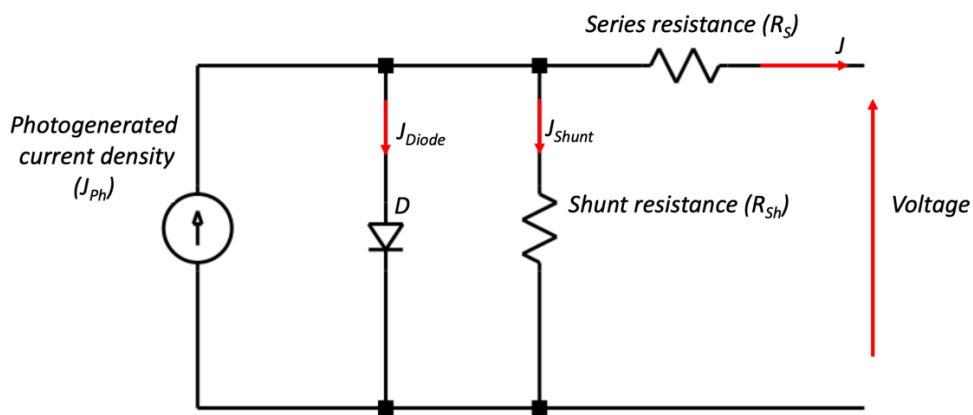 Series resistance (RS)
J
Photogenerated
current density
(JPh)
JDiode
JShunt
D
Shunt resistance (RSh)
Voltage